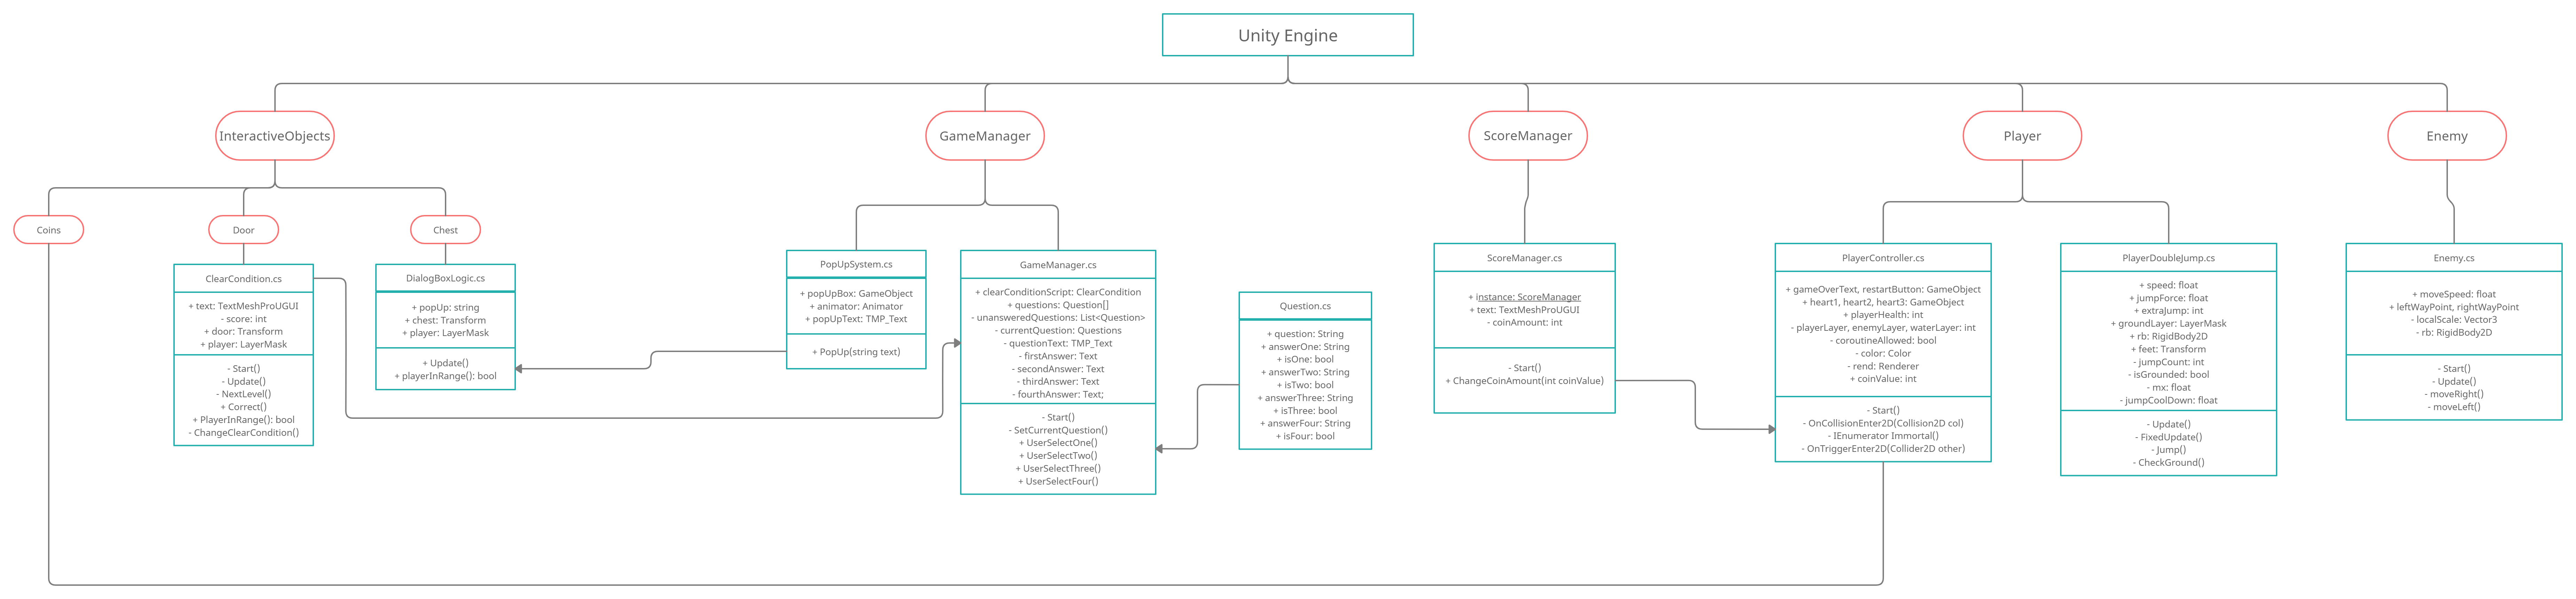 Unity Engine
InteractiveObjects
GameManager
ScoreManager
Player
Enemy
Coins
Door
Chest
ClearCondition.cs
+ text: TextMeshProUGUI
- score: int
+ door: Transform
+ player: LayerMask
- Start()
- Update()
- NextLevel()
+ Correct()
+ PlayerInRange(): bool
- ChangeClearCondition()
DialogBoxLogic.cs
+ popUp: string
+ chest: Transform
+ player: LayerMask
+ Update()
+ playerInRange(): bool
PopUpSystem.cs
+ popUpBox: GameObject
+ animator: Animator
+ popUpText: TMP_Text
+ PopUp(string text)
GameManager.cs
+ clearConditionScript: ClearCondition
+ questions: Question[]
- unansweredQuestions: List<Question>
- currentQuestion: Questions
- questionText: TMP_Text
- firstAnswer: Text
- secondAnswer: Text
- thirdAnswer: Text
- fourthAnswer: Text;
- Start()
- SetCurrentQuestion()
+ UserSelectOne()
+ UserSelectTwo()
+ UserSelectThree()
+ UserSelectFour()
Question.cs
+ question: String
+ answerOne: String
+ isOne: bool
+ answerTwo: String
+ isTwo: bool
+ answerThree: String
+ isThree: bool
+ answerFour: String
+ isFour: bool
ScoreManager.cs
+ instance: ScoreManager
+ text: TextMeshProUGUI
- coinAmount: int
- Start()
+ ChangeCoinAmount(int coinValue)
PlayerController.cs
+ gameOverText, restartButton: GameObject
+ heart1, heart2, heart3: GameObject
+ playerHealth: int
- playerLayer, enemyLayer, waterLayer: int
- coroutineAllowed: bool
- color: Color
- rend: Renderer
+ coinValue: int
- Start()
- OnCollisionEnter2D(Collision2D col)
- IEnumerator Immortal()
- OnTriggerEnter2D(Collider2D other)
PlayerDoubleJump.cs
+ speed: float
+ jumpForce: float
+ extraJump: int
+ groundLayer: LayerMask
+ rb: RigidBody2D
+ feet: Transform
- jumpCount: int
- isGrounded: bool
- mx: float
- jumpCoolDown: float
- Update()
- FixedUpdate()
- Jump()
- CheckGround()
Enemy.cs
+ moveSpeed: float
+ leftWayPoint, rightWayPoint
- localScale: Vector3
- rb: RigidBody2D
- Start()
- Update()
- moveRight()
- moveLeft()